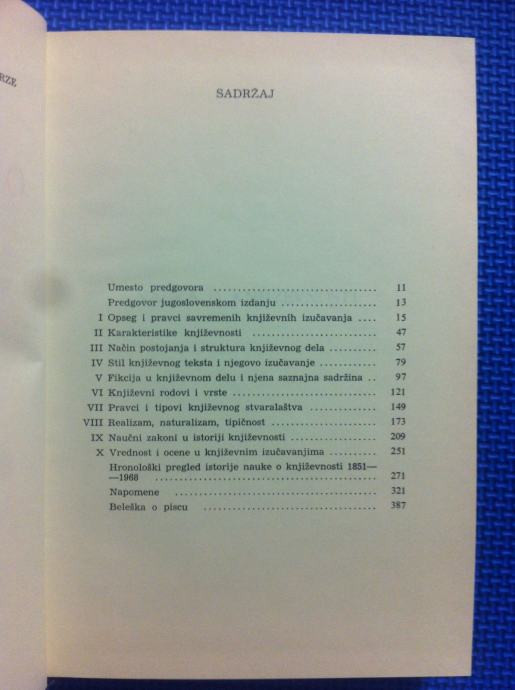 RZE
SADRŽAJ
Umesto predgovora .................................. 11
Predgovor jugoslovenskom izdanju ..................... 13
I Opseg i pravci savremenih književnih izučavanja .... 15
II Karakteristike književnosti .......................... 47
III Način postojanja i struktura književnog dela .......... 57
IV Stil književnog teksta i njegovo izučavanje ............ 79
V Fikcija u književnom delu i njena saznajna sadržina .. 97
VI Književni rodovi i vrste .............................. 121
VII Pravci i tipovi književnog stvaralaštva .............. 149
VIII Realizam, naturalizam, tipičnost ...................... 173
IX Naučni zakoni u istoriji književnosti .................. 209
X Vrednost i ocene u književnim izučavanjima .......... 251
Hronološki pregled istorije nauke o književnosti 1851—
—1968 .............................................. 271
Napomene .......................................... 321
Beleška o piscu .................................... 387